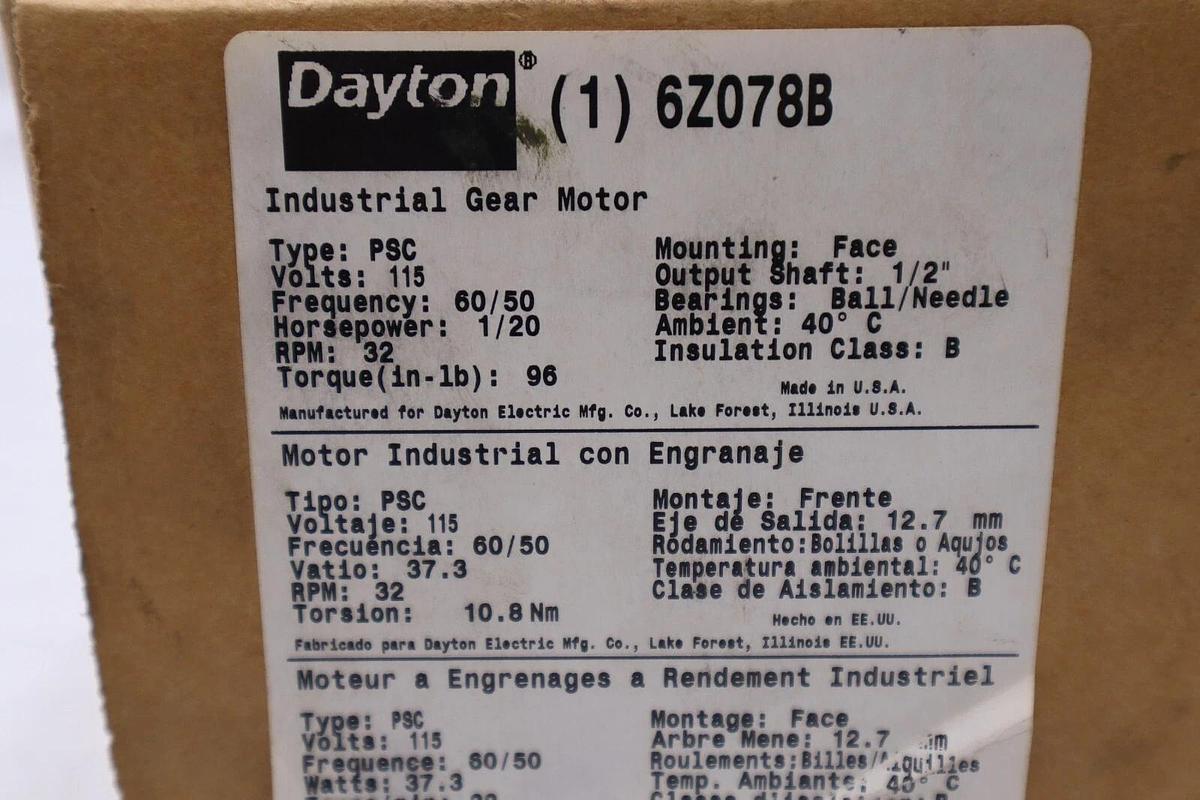 Dayton® (1) 6Z078B
Industrial Gear Motor
Type: PSC
Volts: 115
Frequency: 60/50
Horsepower: 1/20
RPM: 32
Torque(in-lb): 96
Mounting: Face
Output Shaft: 1/2"
Bearings: Ball/Needle
Ambient: 40° C
Insulation Class: B
Made in U.S.A.
Manufactured for Dayton Electric Mfg. Co., Lake Forest, Illinois U.S.A.
Motor Industrial con Engranaje
Tipo: PSC
Voltaje: 115
Frecuencia: 60/50
Vatio: 37.3
RPM: 32
Torsion: 10.8 Nm
Montaje: Frente
Eje de Salida: 12.7 mm
Rodamiento:Bolillas o Aqujos
Temperatura ambiental: 40° C
Clase de Aislamiento: B
Hecho en EE.UU.
Fabricado para Dayton Electric Mfg. Co., Lake Forest, Illinois EE.UU.
Moteur a Engrenages a Rendement Industriel
Type: PSC
Volts: 115
Frequence: 60/50
Watts: 37.3
Montage: Face
Arbre Mene: 12.7 mm
Roulements:Billes/Aiquilles
Temp. Ambiante: 40° C